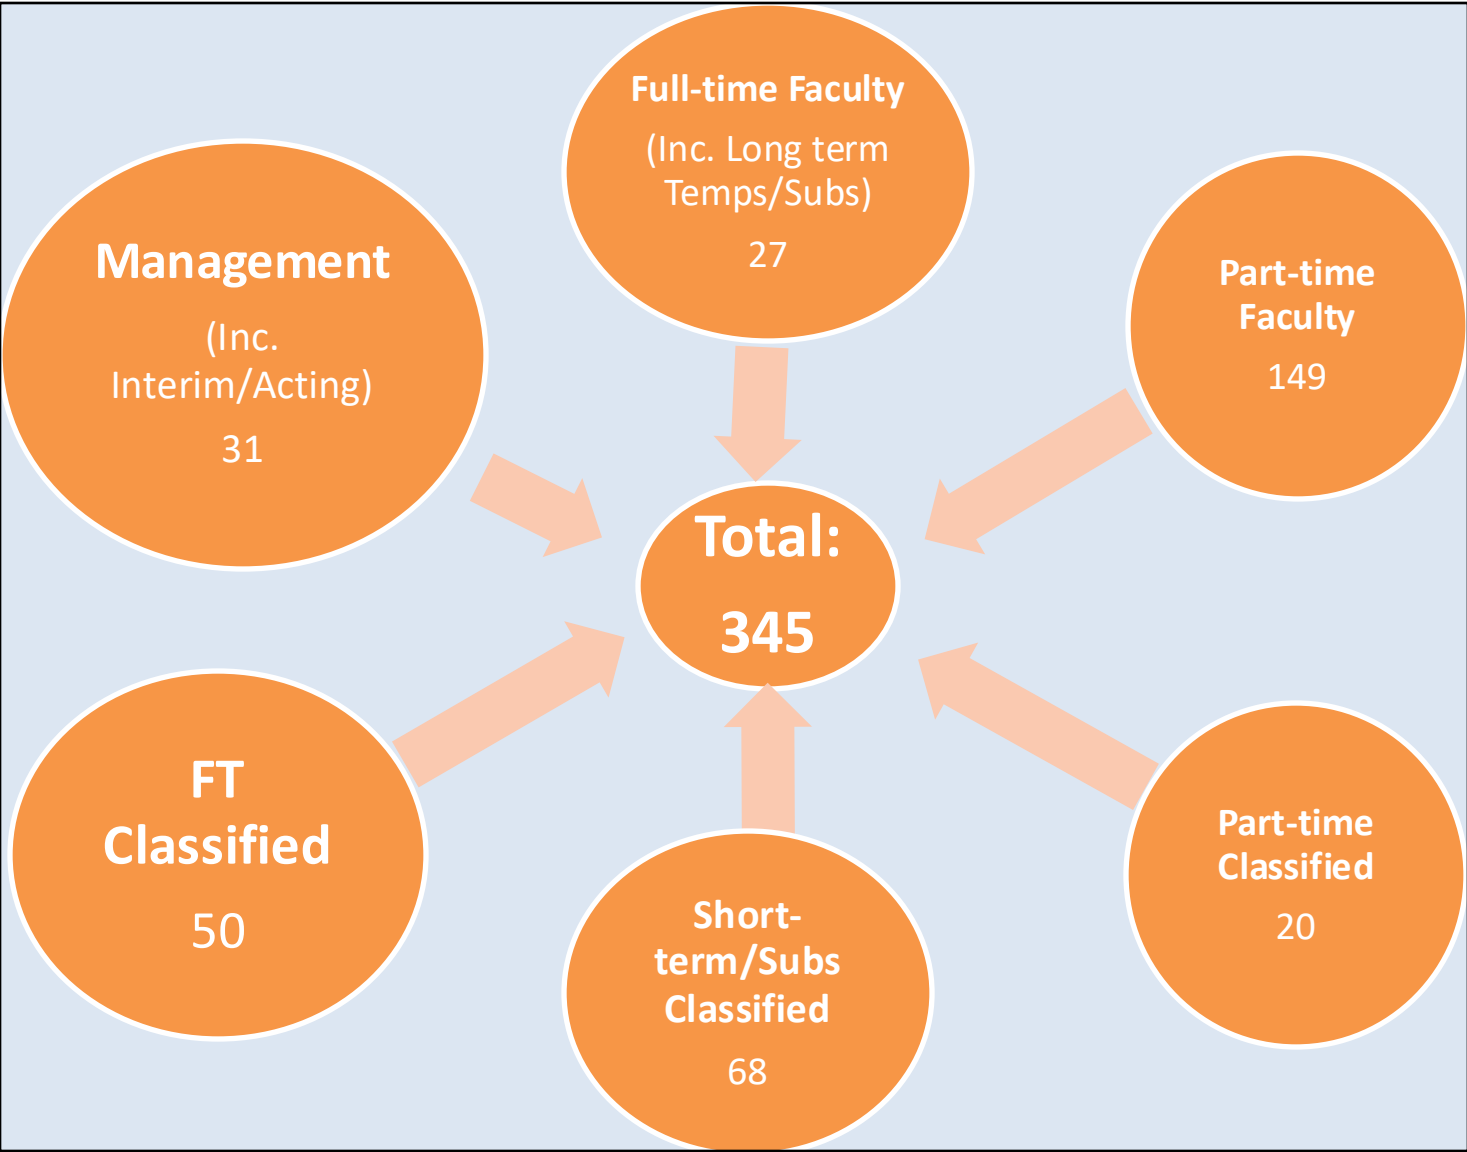 Full-time Faculty
(Inc. Long term
Temps/Subs)
27
Management
(Inc.
Interim/Acting)
31
Part-time
Faculty
149
Total:
345
FT
Classified
50
Short-
term/Subs
Classified
68
Part-time
Classified
20